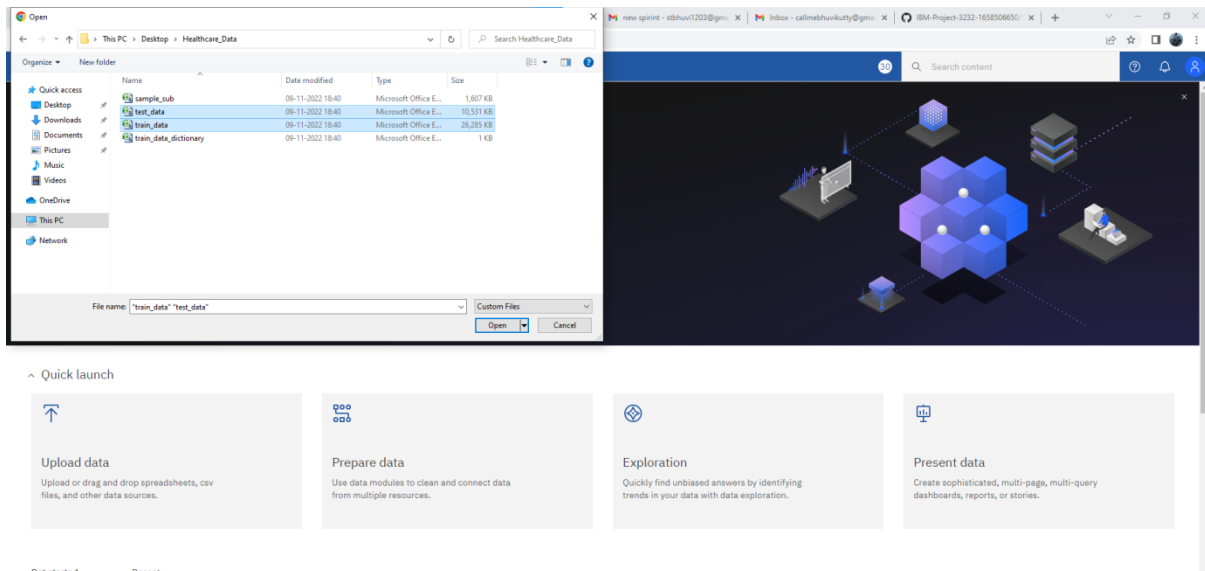 Open
new spirint - stbhuvi1203@gma
Inbox - callmebhuvikutty@gmai
IBM-Project-3232-1658506650
This PC > Desktop > Healthcare_Data
Search Healthcare_Data
Organize New folder
30
Search content
Name Date modified Type Size
Quick access
Desktop
Downloads
Documents
Pictures
Music
Videos
OneDrive
This PC
Network
sample_sub 09-11-2022 18:40 Microsoft Office E... 1,607 KB
test_data 09-11-2022 18:40 Microsoft Office E... 10,531 KB
train_data 09-11-2022 18:40 Microsoft Office E... 26,285 KB
train_data_dictionary 09-11-2022 18:40 Microsoft Office E... 1 KB
File name: "train_data" "test_data"
Custom Files
Open Cancel
Quick launch
Upload data
Upload or drag and drop spreadsheets, csv
files, and other data sources.
Prepare data
Use data modules to clean and connect data
from multiple resources.
Exploration
Quickly find unbiased answers by identifying
trends in your data with data exploration.
Present data
Create sophisticated, multi-page, multi-query
dashboards, reports, or stories.